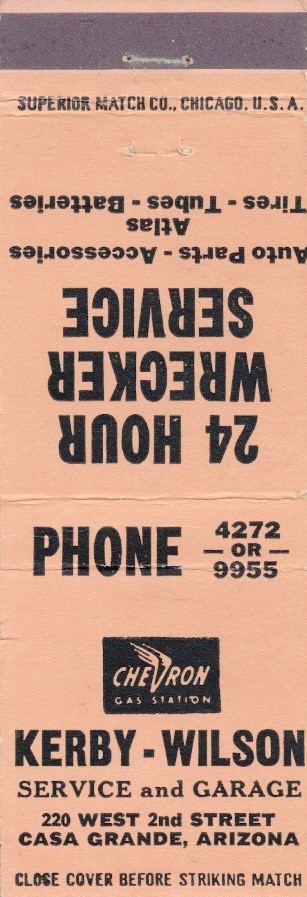 SUPERIOR MATCH CO., CHICAGO, U.S.A.
24 HOUR
WRECKER
SERVICE
Auto Parts - Accessories
Atlas
Tires - Tubes - Batteries
PHONE 4272
— OR —
9955
CHEVRON
GAS STATION
KERBY - WILSON
SERVICE and GARAGE
220 WEST 2nd STREET
CASA GRANDE, ARIZONA
CLOSE COVER BEFORE STRIKING MATCH